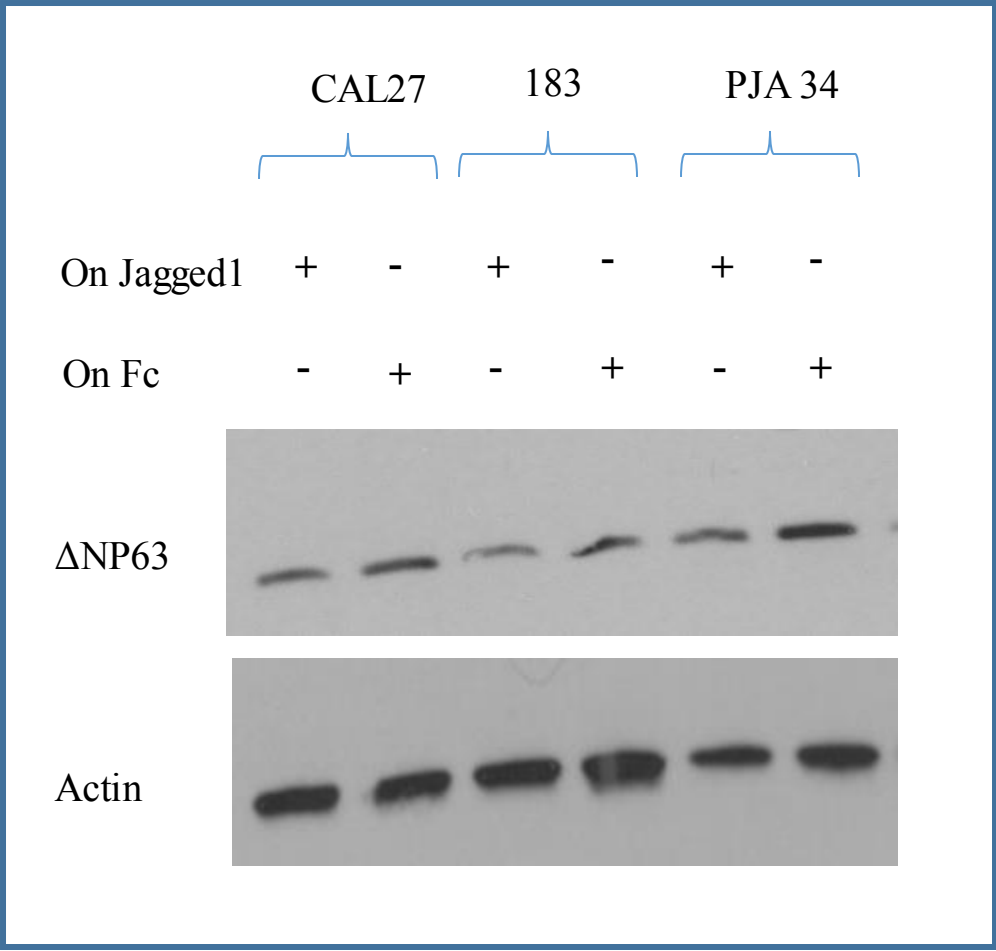 CAL27 183 PJA 34
On Jagged1 + - + - + -
On Fc - + - + - +
ΔNP63
Actin